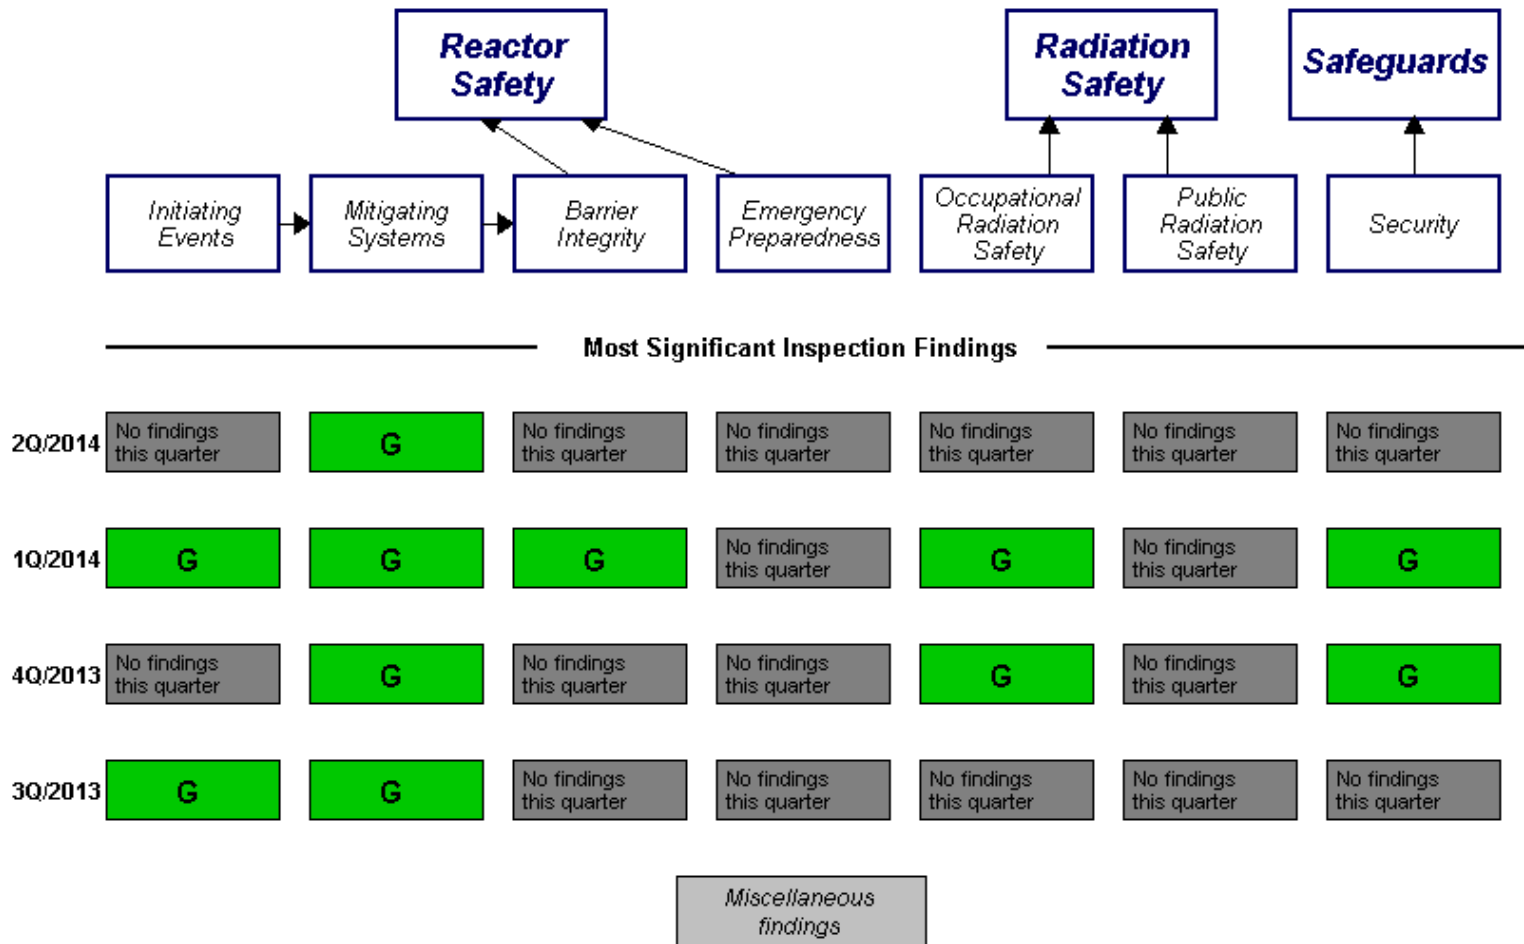 Reactor
Safety
Radiation
Safety
Safeguards
Initiating
Events
Mitigating
Systems
Barrier
Integrity
Emergency
Preparedness
Occupational
Radiation
Safety
Public
Radiation
Safety
Security
Most Significant Inspection Findings
2Q/2014
No findings
this quarter
G
No findings
this quarter
No findings
this quarter
No findings
this quarter
No findings
this quarter
No findings
this quarter
1Q/2014
G
G
G
No findings
this quarter
G
No findings
this quarter
G
4Q/2013
No findings
this quarter
G
No findings
this quarter
No findings
this quarter
G
No findings
this quarter
G
3Q/2013
G
G
No findings
this quarter
No findings
this quarter
No findings
this quarter
No findings
this quarter
No findings
this quarter
Miscellaneous
findings